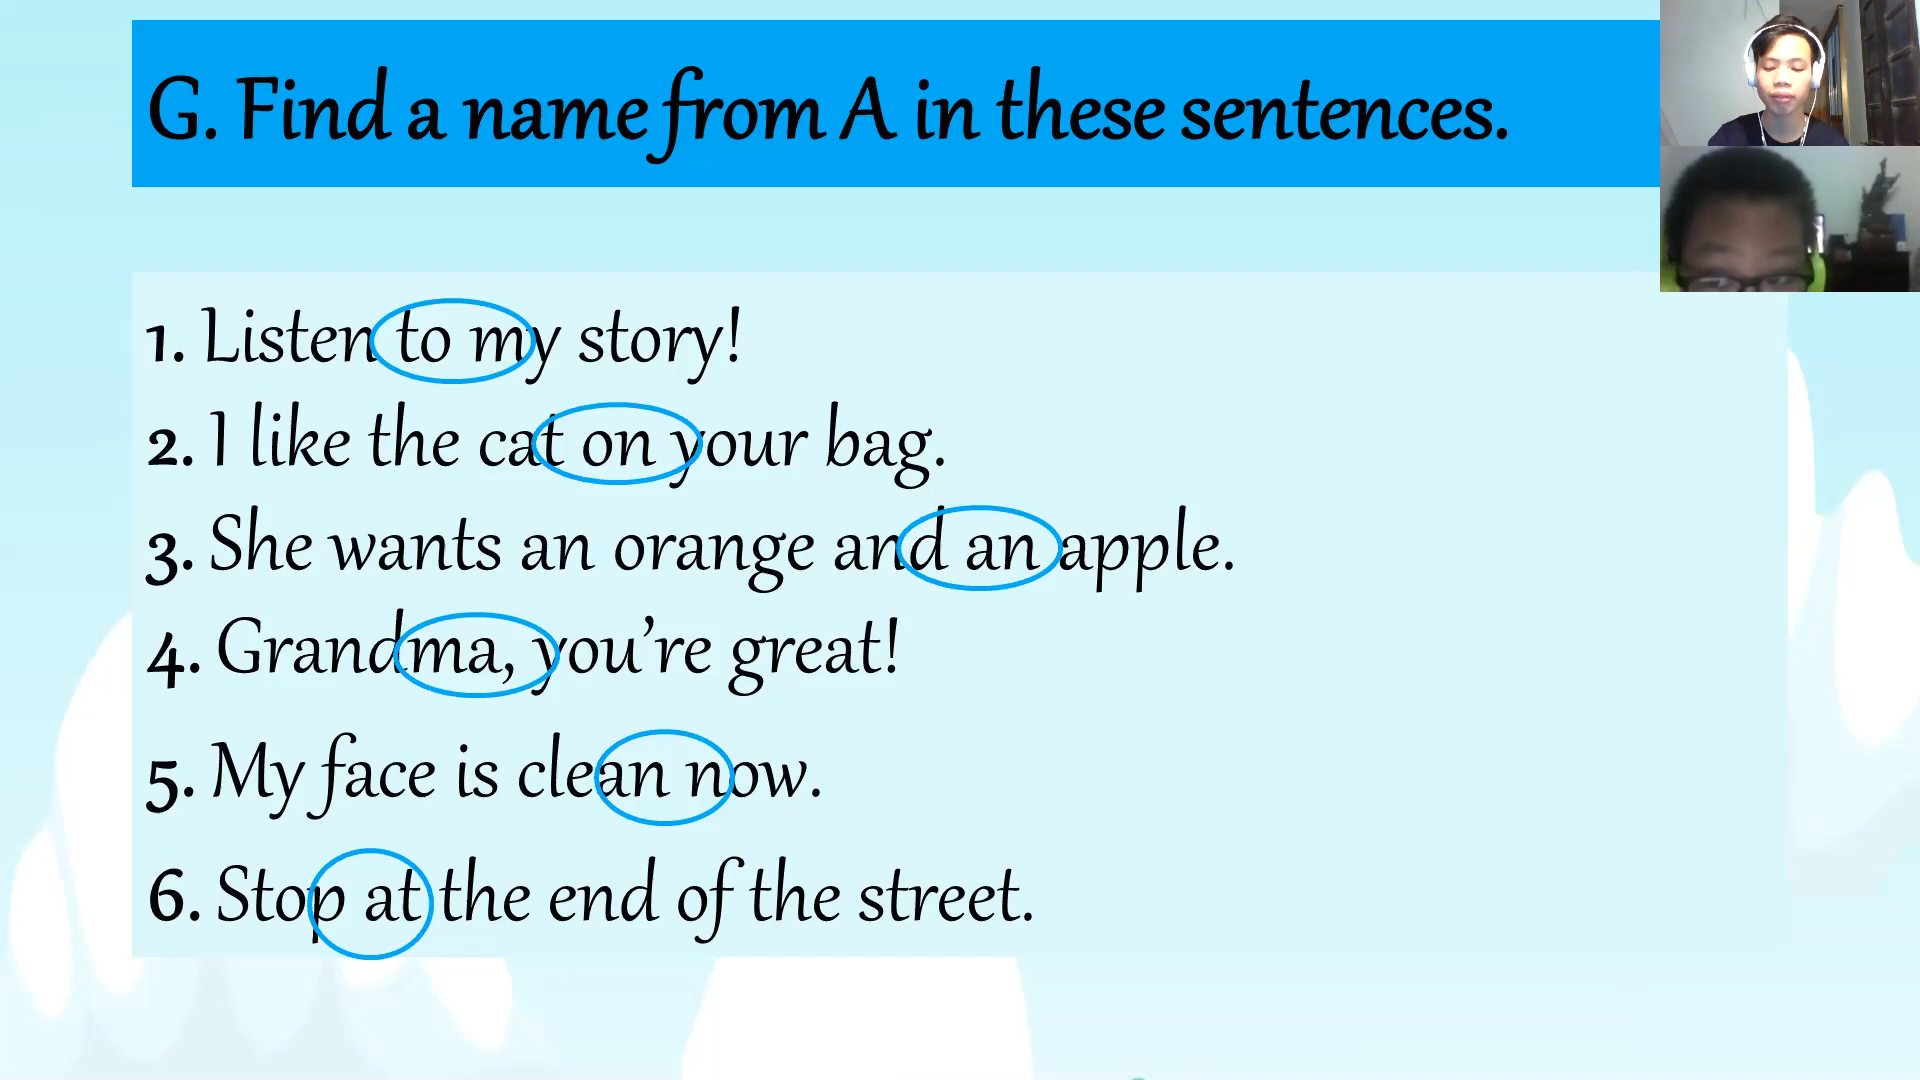 G. Find a name from A in these sentences.
1. Listen to my story!
2. I like the cat on your bag.
3. She wants an orange and an apple.
4. Grandma, you’re great!
5. My face is clean now.
6. Stop at the end of the street.